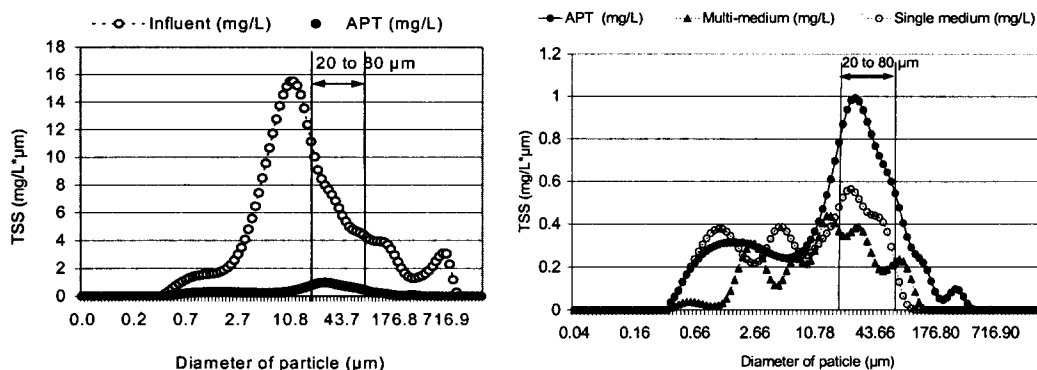 Influent (mg/L) APT (mg/L)
TSS (mg/L*µm)
18
16
14
12
10
8
6
4
2
0
20 to 80 µm
0.0 0.2 0.7 2.7 10.8 43.7 176.8 716.9
Diameter of particle (µm)
APT (mg/L) Multi-medium (mg/L) Single medium (mg/L)
TSS (mg/L*µm)
1.2
1
0.8
0.6
0.4
0.2
0
20 to 80 µm
0.04 0.16 0.66 2.66 10.78 43.66 176.80 716.90
Diameter of paticle (µm)